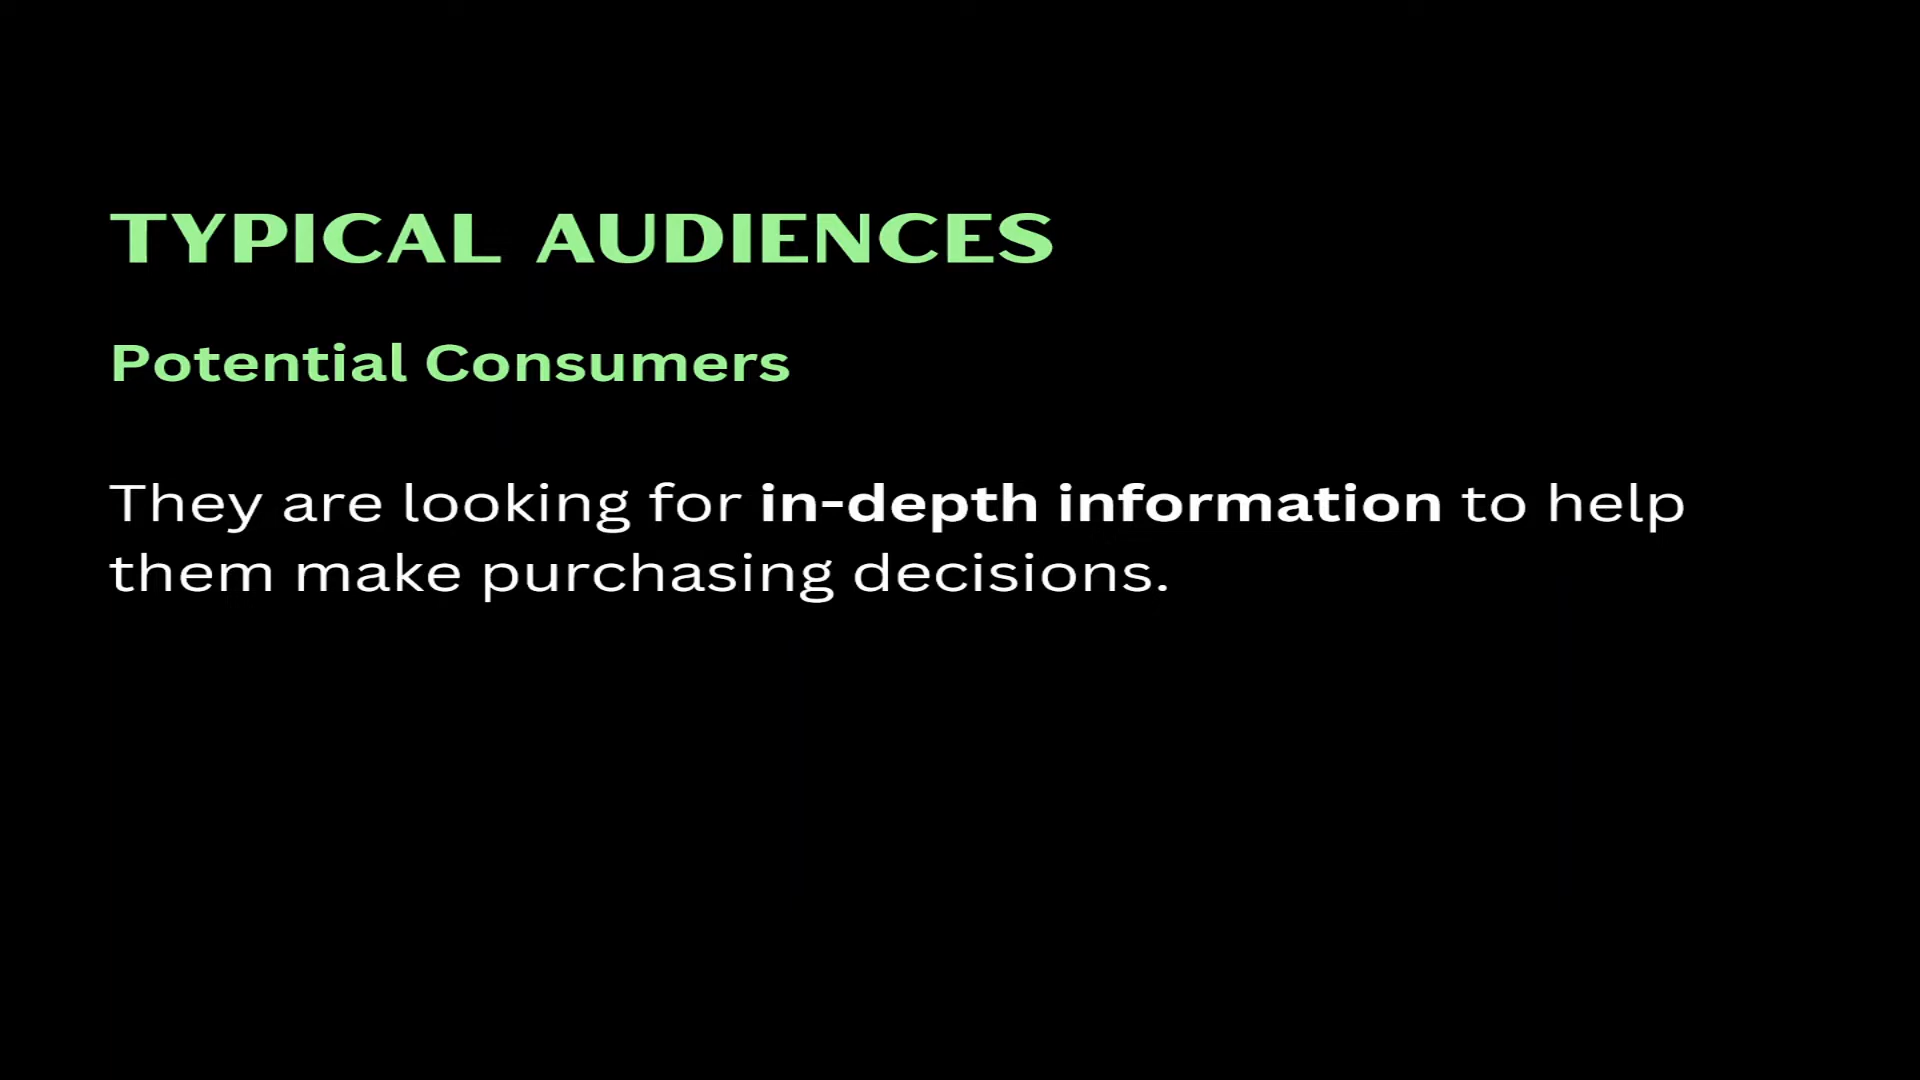 TYPICAL AUDIENCES
Potential Consumers
They are looking for in-depth information to help
them make purchasing decisions.